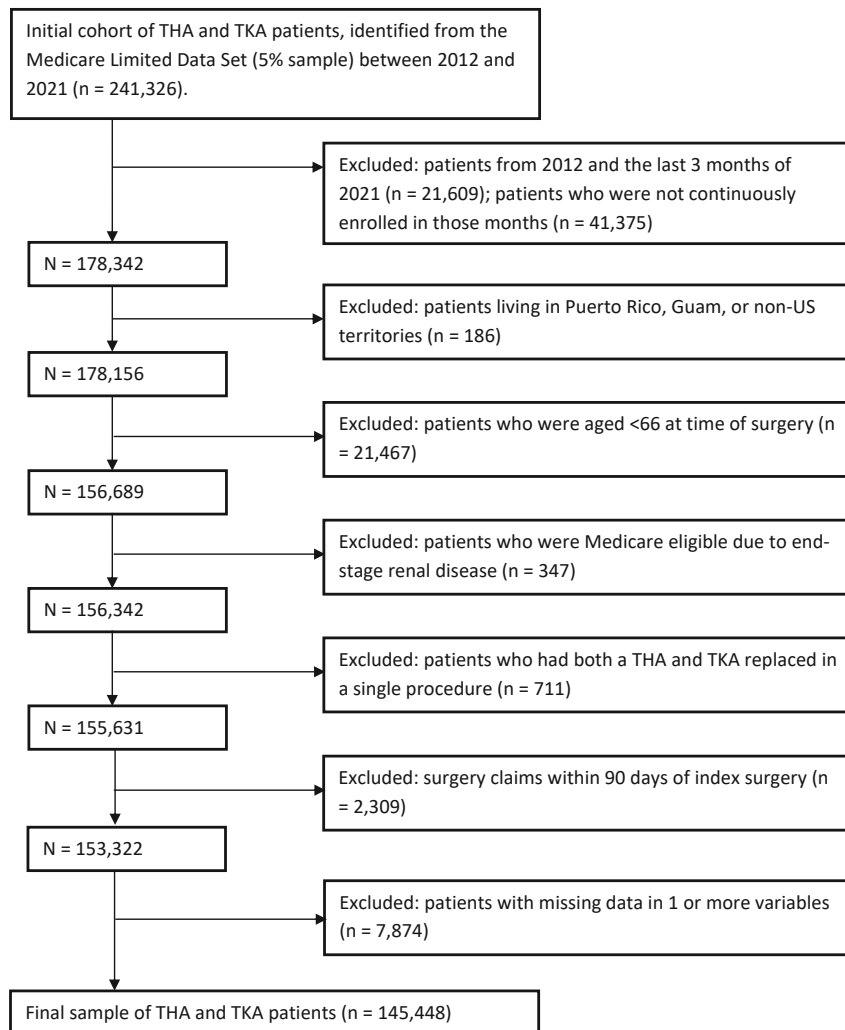 Initial cohort of THA and TKA patients, identified from the
Medicare Limited Data Set (5% sample) between 2012 and
2021 (n = 241,326).
Excluded: patients from 2012 and the last 3 months of
2021 (n = 21,609); patients who were not continuously
enrolled in those months (n = 41,375)
N = 178,342
Excluded: patients living in Puerto Rico, Guam, or non-US
territories (n = 186)
N = 178,156
Excluded: patients who were aged <66 at time of surgery (n
= 21,467)
N = 156,689
Excluded: patients who were Medicare eligible due to end-
stage renal disease (n = 347)
N = 156,342
Excluded: patients who had both a THA and TKA replaced in
a single procedure (n = 711)
N = 155,631
Excluded: surgery claims within 90 days of index surgery (n
= 2,309)
N = 153,322
Excluded: patients with missing data in 1 or more variables
(n = 7,874)
Final sample of THA and TKA patients (n = 145,448)